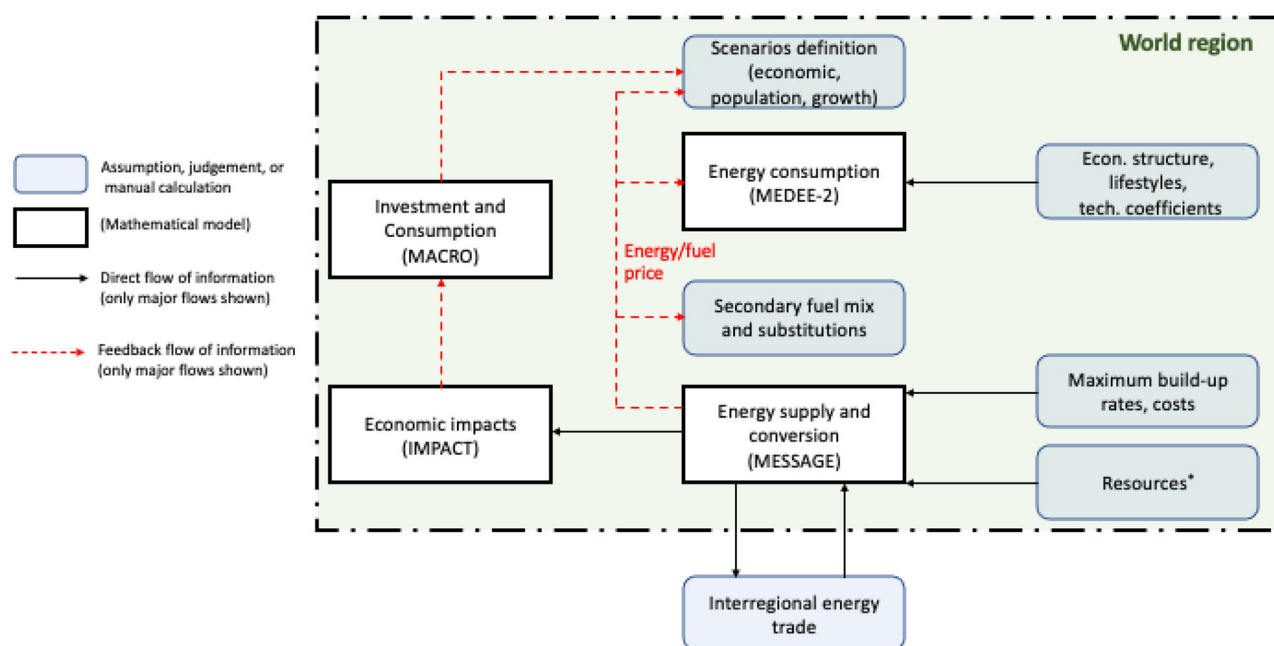 World region
Scenarios definition
(economic,
population, growth)
Assumption, judgement, or
manual calculation
(Mathematical model)
Direct flow of information
(only major flows shown)
Feedback flow of information
(only major flows shown)
Investment and
Consumption
(MACRO)
Energy consumption
(MEDEE-2)
Econ. structure,
lifestyles,
tech. coefficients
Energy/fuel
price
Secondary fuel mix
and substitutions
Economic impacts
(IMPACT)
Energy supply and
conversion
(MESSAGE)
Maximum build-up
rates, costs
Resources*
Interregional energy
trade